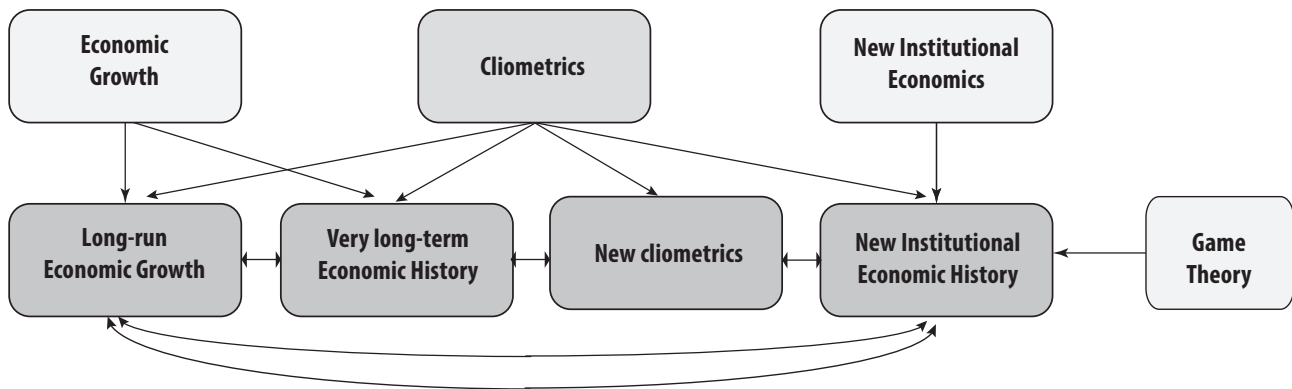 Economic
Growth
Cliometrics
New Institutional
Economics
Long-run
Economic Growth
Very long-term
Economic History
New cliometrics
New Institutional
Economic History
Game
Theory